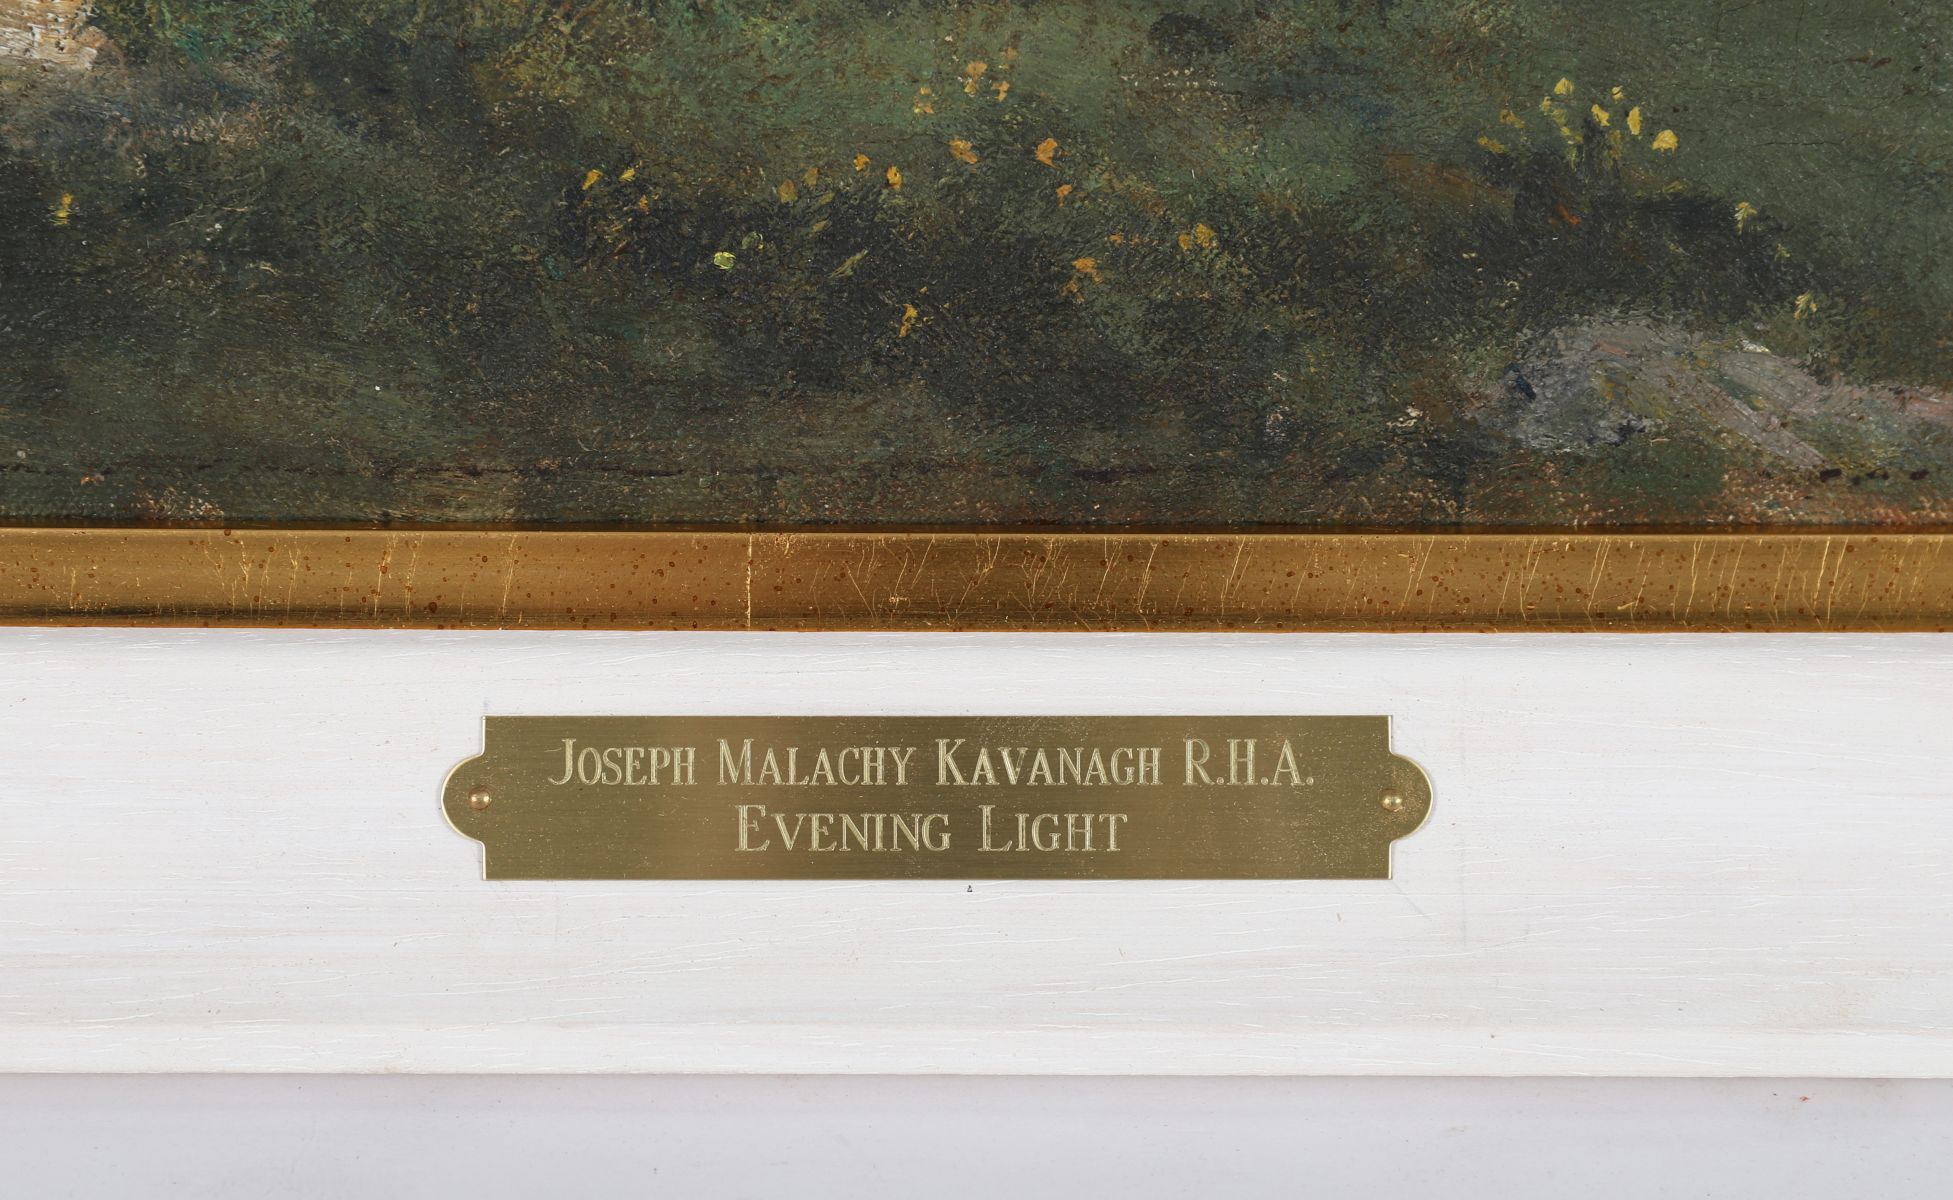 Joseph Malachy Kavanagh R.H.A.
Evening Light